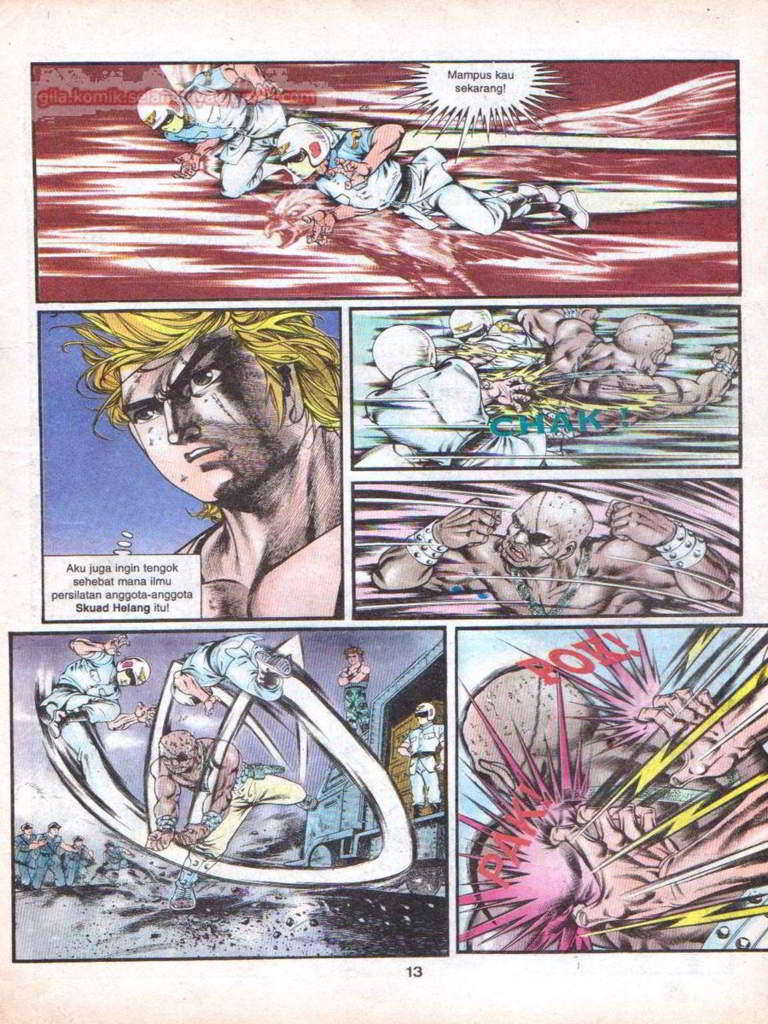 Mampus kau
sekarang!
CHAK!
Aku juga ingin tengok
sehebat mana ilmu
persilatan anggota-anggota
Skuad Helang itu!
POK!
PAK!
13